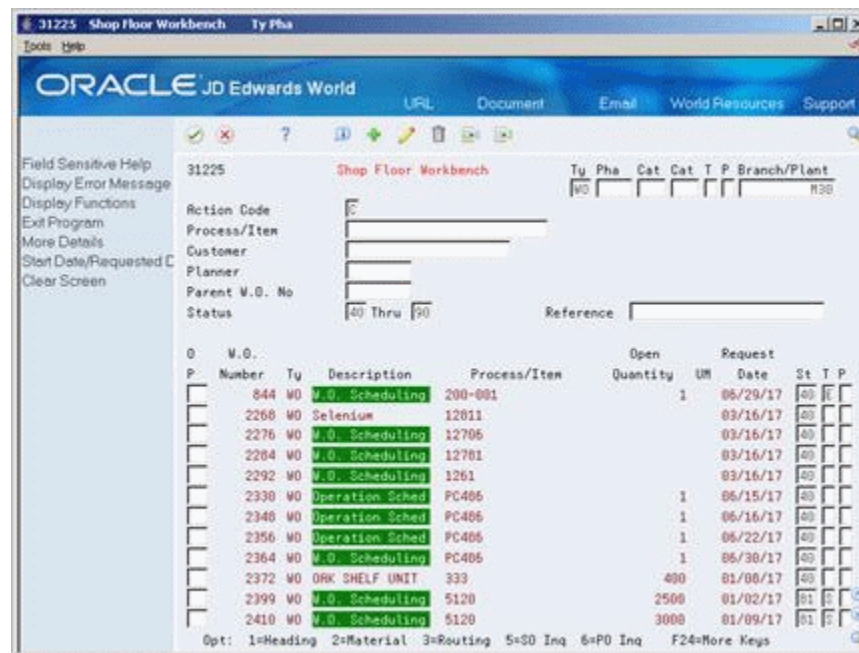 31225 Shop Floor Workbench Ty Pha
Tools Help
ORACLE JD Edwards World
URL Document Email World Resources Support
Field Sensitive Help
Display Error Message
Display Functions
Exit Program
More Details
Start Date/Requested D
Clear Screen
31225 Shop Floor Workbench Ty Pha Cat Cat T P Branch/Plant
WO M30
Action Code C
Process/Item
Customer
Planner
Parent W.O. No
Status 40 Thru 90 Reference
O W.O. Open Request
P Number Ty Description Process/Item Quantity UM Date St T P
844 WO W.O. Scheduling 200-001 1 06/29/17 40 E
2268 WO Selenium 12011 03/16/17 40
2276 WO W.O. Scheduling 12706 03/16/17 40
2284 WO W.O. Scheduling 12701 03/16/17 40
2292 WO W.O. Scheduling 1261 03/16/17 40
2330 WO Operation Sched PC406 1 06/15/17 40
2348 WO Operation Sched PC406 1 06/16/17 40
2356 WO Operation Sched PC406 1 06/22/17 40
2364 WO W.O. Scheduling PC406 1 06/30/17 40
2372 WO OAK SHELF UNIT 333 400 01/08/17 40
2399 WO W.O. Scheduling 5120 2500 01/02/17 81 S
2410 WO W.O. Scheduling 5120 3000 01/09/17 81 S
Opt: 1=Heading 2=Material 3=Routing 5=SO Inq 6=PO Inq F24=More Keys